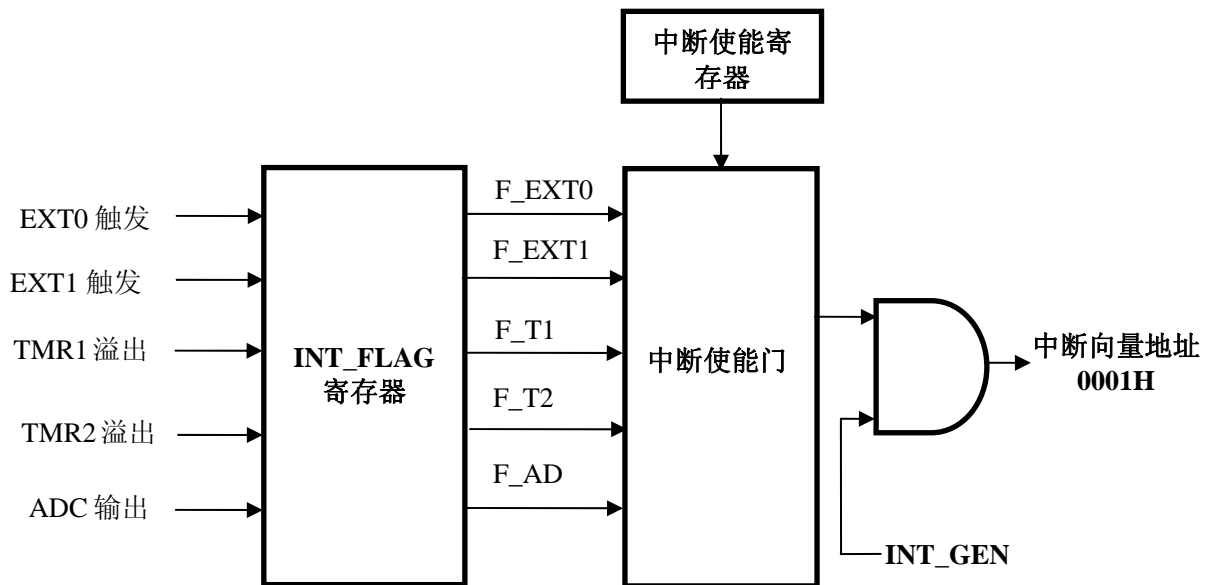 中断使能寄
存器
EXT0 触发
EXT1 触发
TMR1 溢出
TMR2 溢出
ADC 输出
INT_FLAG
寄存器
F_EXT0
F_EXT1
F_T1
F_T2
F_AD
中断使能门
中断向量地址
0001H
INT_GEN